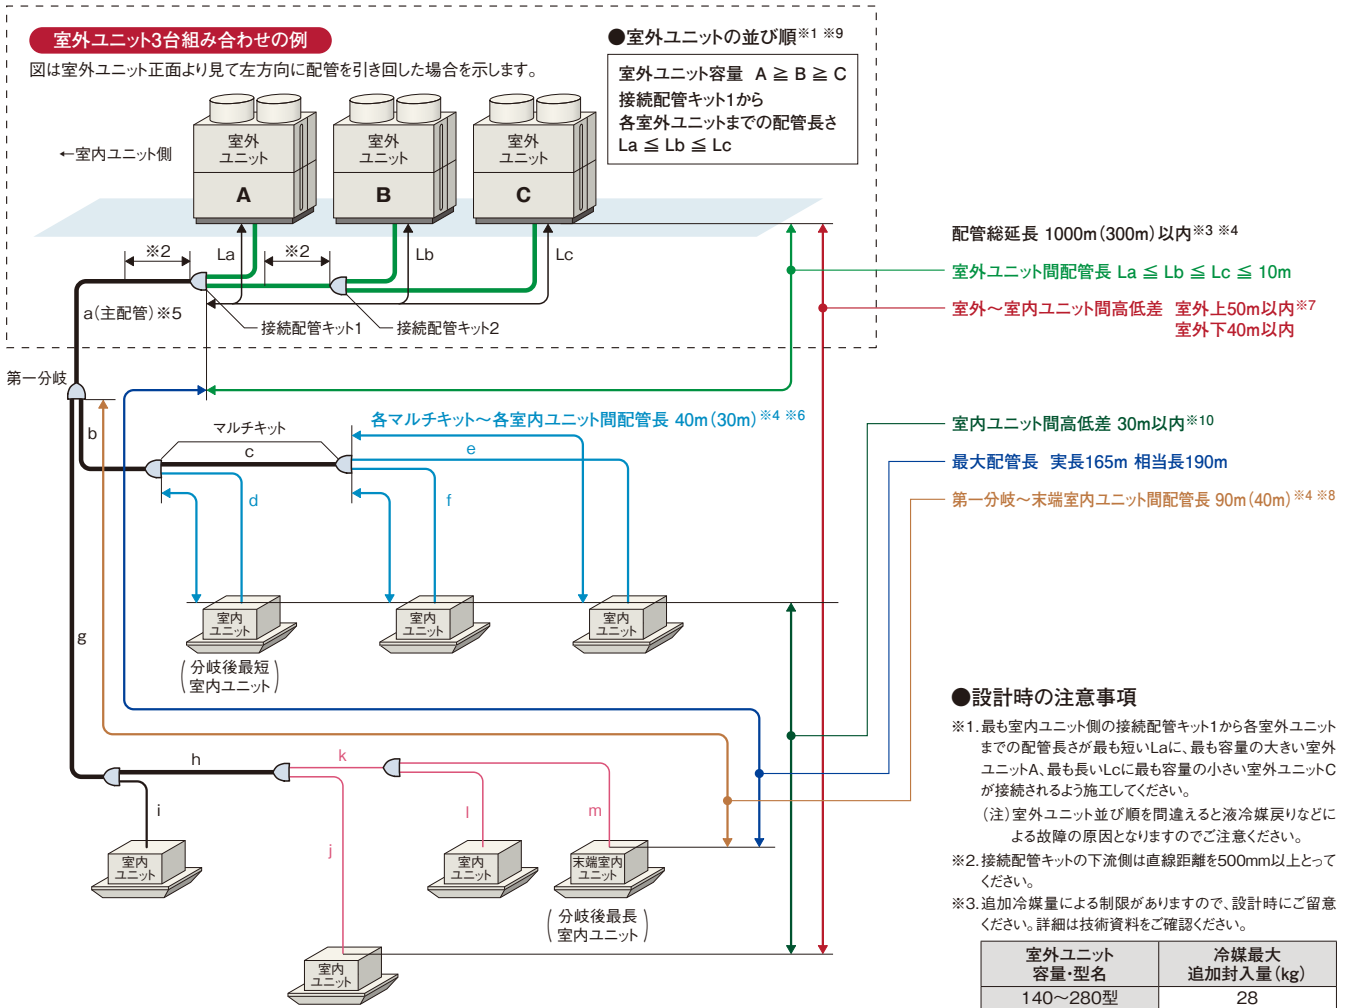 室外ユニット3台組み合わせの例
図は室外ユニット正面より見て左方向に配管を引き回した場合を示します。
●室外ユニットの並び順※1 ※9
室外ユニット容量 A ≧ B ≧ C
接続配管キット1から
各室外ユニットまでの配管長さ
La ≦ Lb ≦ Lc
←室内ユニット側
室外
ユニット
A
室外
ユニット
B
室外
ユニット
C
※2
La
※2
Lb
Lc
a(主配管)※5
接続配管キット1
接続配管キット2
配管総延長 1000m(300m)以内※3 ※4
室外ユニット間配管長 La ≦ Lb ≦ Lc ≦ 10m
室外～室内ユニット間高低差 室外上50m以内※7
室外下40m以内
第一分岐
b
マルチキット
c
各マルチキット～各室内ユニット間配管長 40m(30m)※4 ※6
e
d
f
室内ユニット間高低差 30m以内※10
最大配管長 実長165m 相当長190m
第一分岐～末端室内ユニット間配管長 90m(40m)※4 ※8
室内
ユニット
室内
ユニット
室内
ユニット
(分岐後最短
室内ユニット)
g
h
k
i
j
l
m
室内
ユニット
室内
ユニット
末端室内
ユニット
(分岐後最長
室内ユニット)
室内
ユニット
●設計時の注意事項
※1.最も室内ユニット側の接続配管キット1から各室外ユニット
までの配管長さが最も短いLaに、最も容量の大きい室外
ユニットA、最も長いLcに最も容量の小さい室外ユニットC
が接続されるよう施工してください。
(注)室外ユニット並び順を間違えると液冷媒戻りなどに
よる故障の原因となりますのでご注意ください。
※2.接続配管キットの下流側は直線距離を500mm以上とって
ください。
※3.追加冷媒量による制限がありますので、設計時にご留意
ください。詳細は技術資料をご確認ください。
室外ユニット
容量・型名
冷媒最大
追加封入量(kg)
140～280型
28